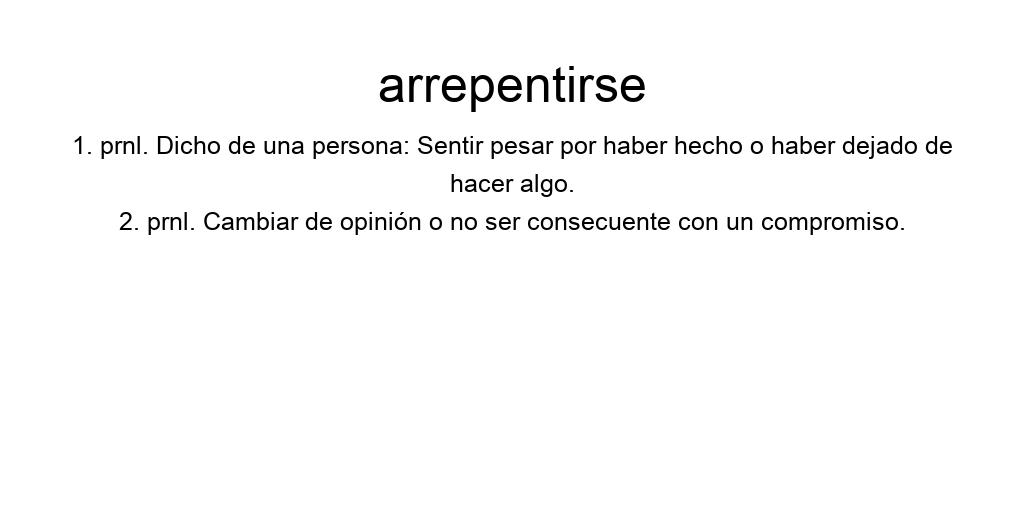 arrepentirse
1. prnl. Dicho de una persona: Sentir pesar por haber hecho o haber dejado de
hacer algo.
2. prnl. Cambiar de opinión o no ser consecuente con un compromiso.